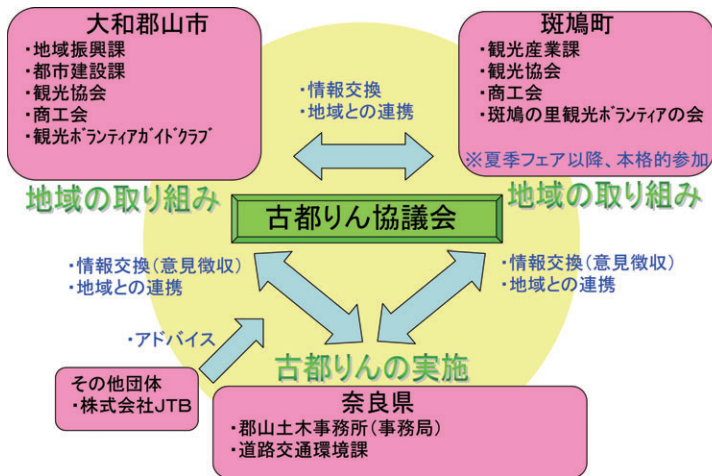 大和郡山市
・地域振興課
・都市建設課
・観光協会
・商工会
・観光ﾎﾞﾗﾝﾃｨｱｶﾞｲﾄﾞｸﾗﾌﾞ
斑鳩町
・観光産業課
・観光協会
・商工会
・斑鳩の里観光ﾎﾞﾗﾝﾃｨｱの会
※夏季フェア以降、本格的参加
・情報交換
・地域との連携
地域の取り組み
地域の取り組み
古都りん協議会
・情報交換（意見徴収）
・地域との連携
・情報交換（意見徴収）
・地域との連携
・アドバイス
古都りんの実施
その他団体
・株式会社ＪＴＢ
奈良県
・郡山土木事務所（事務局）
・道路交通環境課